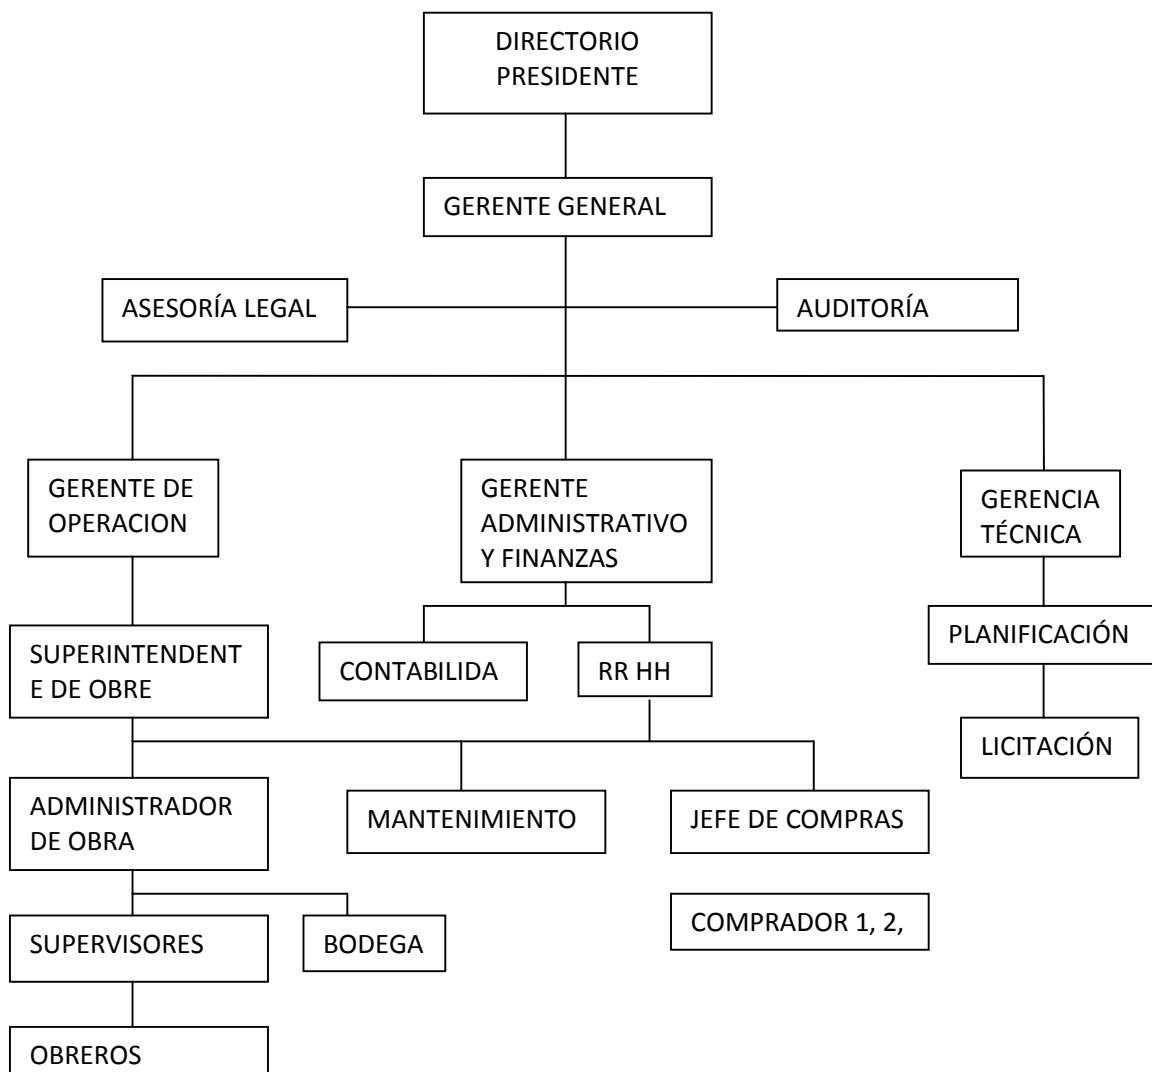 DIRECTORIO
PRESIDENTE
GERENTE GENERAL
ASESORÍA LEGAL
AUDITORÍA
GERENTE DE
OPERACION
GERENTE
ADMINISTRATIVO
Y FINANZAS
GERENCIA
TÉCNICA
SUPERINTENDENT
E DE OBRE
CONTABILIDA
RR HH
PLANIFICACIÓN
LICITACIÓN
ADMINISTRADOR
DE OBRA
MANTENIMIENTO
JEFE DE COMPRAS
SUPERVISORES
BODEGA
COMPRADOR 1, 2,
OBREROS